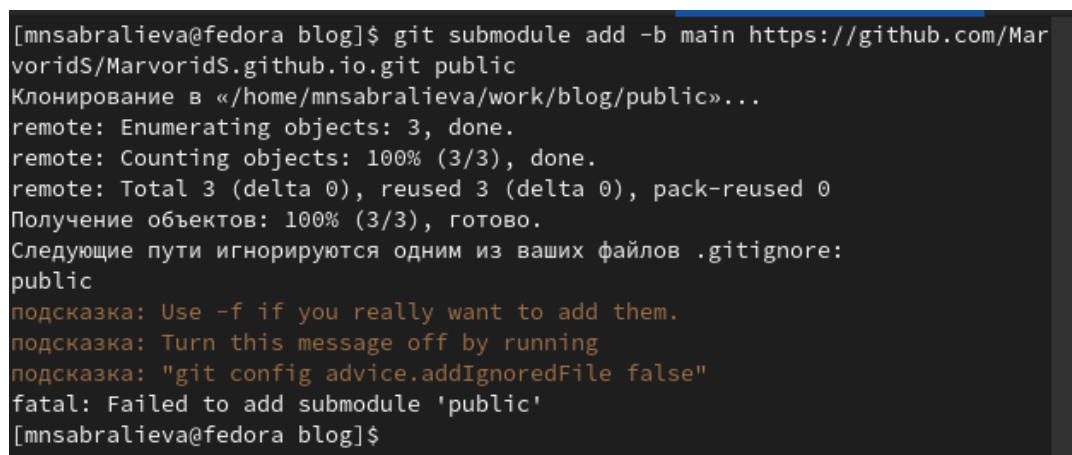 [mnsabralieva@fedora blog]$ git submodule add -b main https://github.com/Mar
voridS/MarvoridS.github.io.git public
Клонирование в «/home/mnsabralieva/work/blog/public»...
remote: Enumerating objects: 3, done.
remote: Counting objects: 100% (3/3), done.
remote: Total 3 (delta 0), reused 3 (delta 0), pack-reused 0
Получение объектов: 100% (3/3), готово.
Следующие пути игнорируются одним из ваших файлов .gitignore:
public
подсказка: Use -f if you really want to add them.
подсказка: Turn this message off by running
подсказка: "git config advice.addIgnoredFile false"
fatal: Failed to add submodule 'public'
[mnsabralieva@fedora blog]$